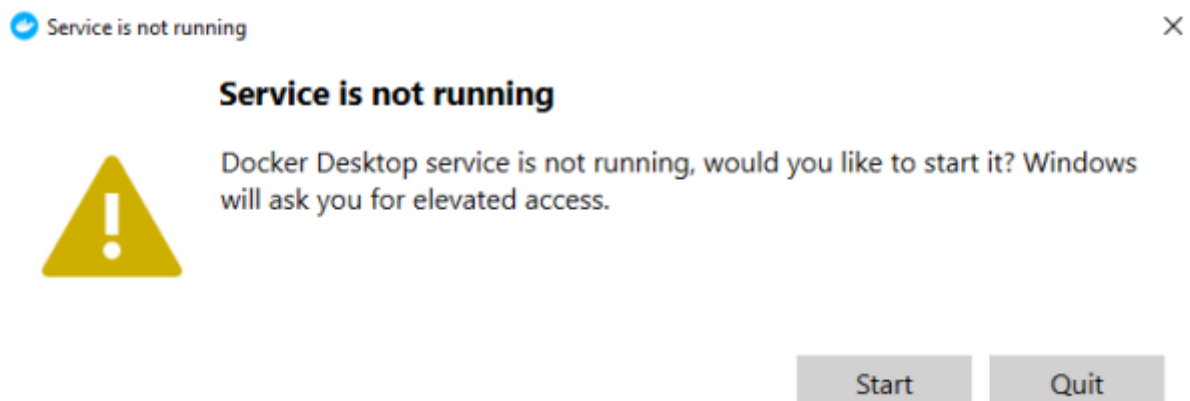 Service is not running
Service is not running
Docker Desktop service is not running, would you like to start it? Windows
will ask you for elevated access.
Start Quit